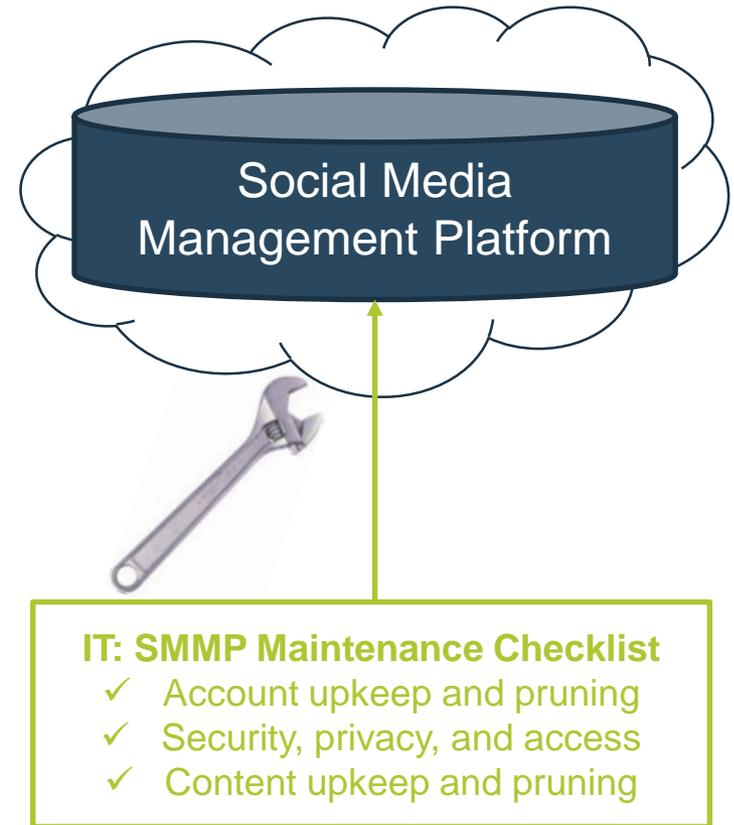 Social Media
Management Platform
IT: SMMP Maintenance Checklist
✓ Account upkeep and pruning
✓ Security, privacy, and access
✓ Content upkeep and pruning